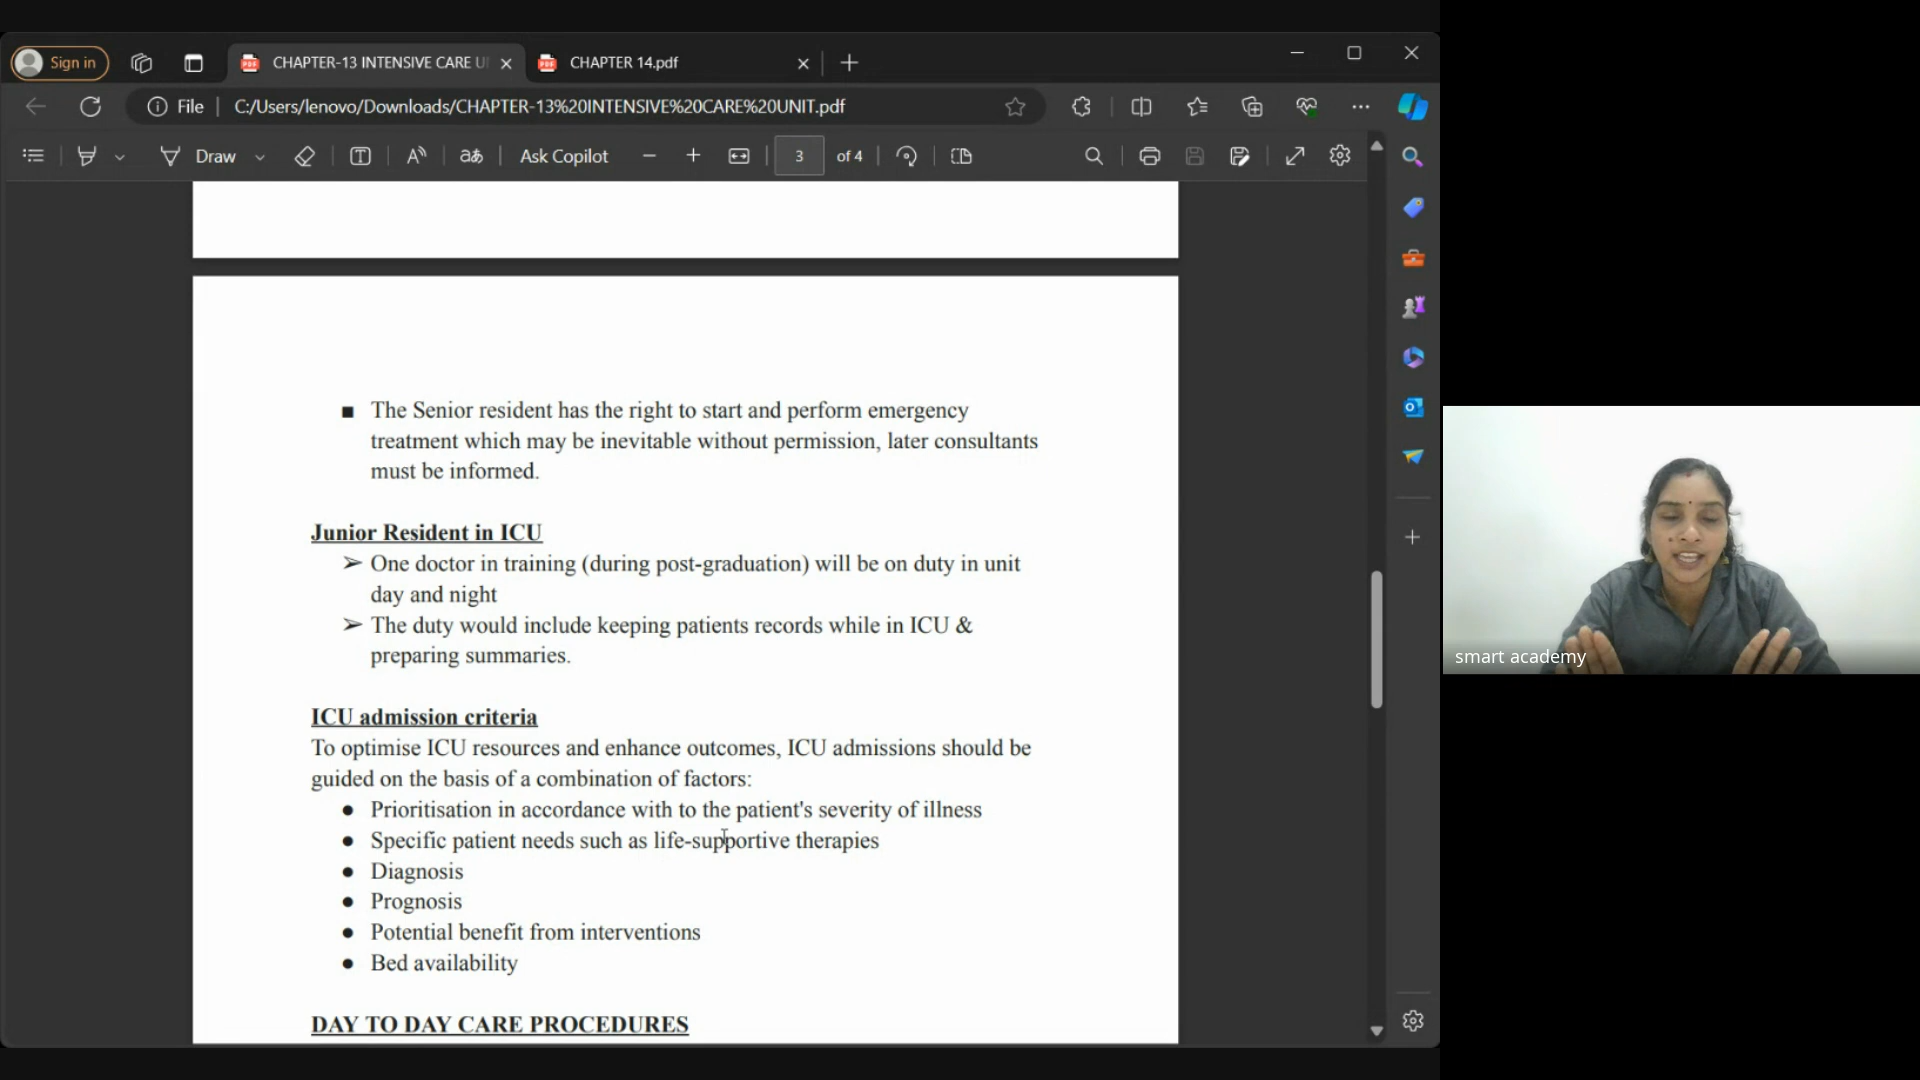 Sign in
CHAPTER-13 INTENSIVE CARE U
CHAPTER 14.pdf
File
C:/Users/lenovo/Downloads/CHAPTER-13%20INTENSIVE%20CARE%20UNIT.pdf
Draw
Ask Copilot
3
of 4
■ The Senior resident has the right to start and perform emergency
treatment which may be inevitable without permission, later consultants
must be informed.
Junior Resident in ICU
➢ One doctor in training (during post-graduation) will be on duty in unit
day and night
➢ The duty would include keeping patients records while in ICU &
preparing summaries.
ICU admission criteria
To optimise ICU resources and enhance outcomes, ICU admissions should be
guided on the basis of a combination of factors:
● Prioritisation in accordance with to the patient's severity of illness
● Specific patient needs such as life-supportive therapies
● Diagnosis
● Prognosis
● Potential benefit from interventions
● Bed availability
DAY TO DAY CARE PROCEDURES
smart academy